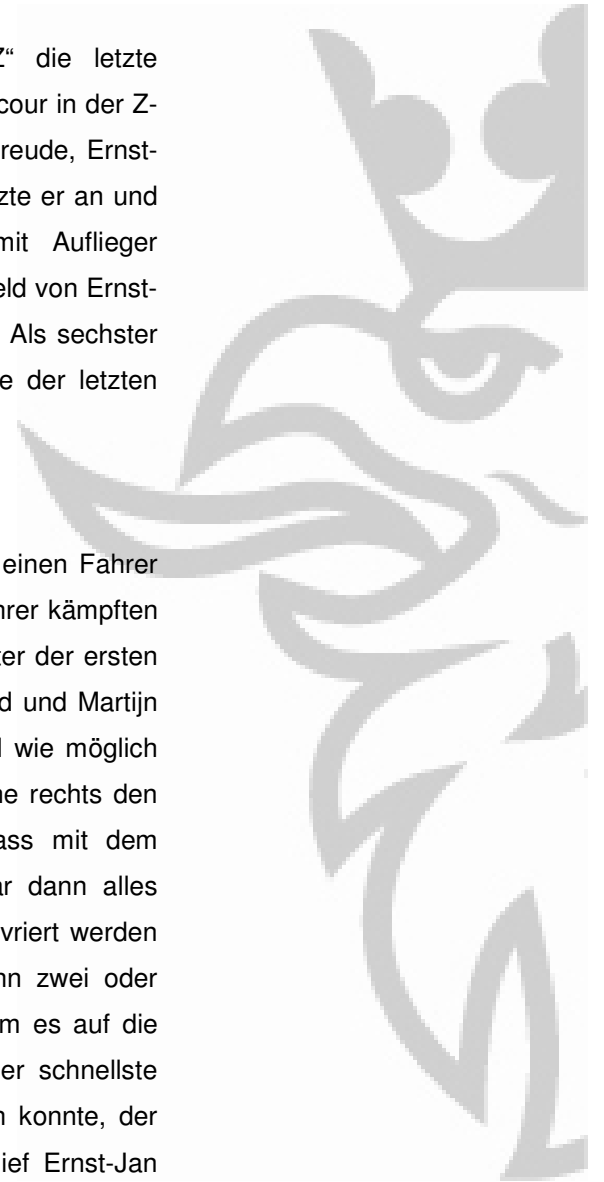 Z“ die letzte
cour in der Z-
reude, Ernst-
zte er an und
mit Auflieger
eld von Ernst-
Als sechster
e der letzten
einen Fahrer
hrer kämpften
ter der ersten
d und Martijn
l wie möglich
ne rechts den
ass mit dem
ar dann alles
vriert werden
nn zwei oder
m es auf die
er schnellste
n konnte, der
ief Ernst-Jan